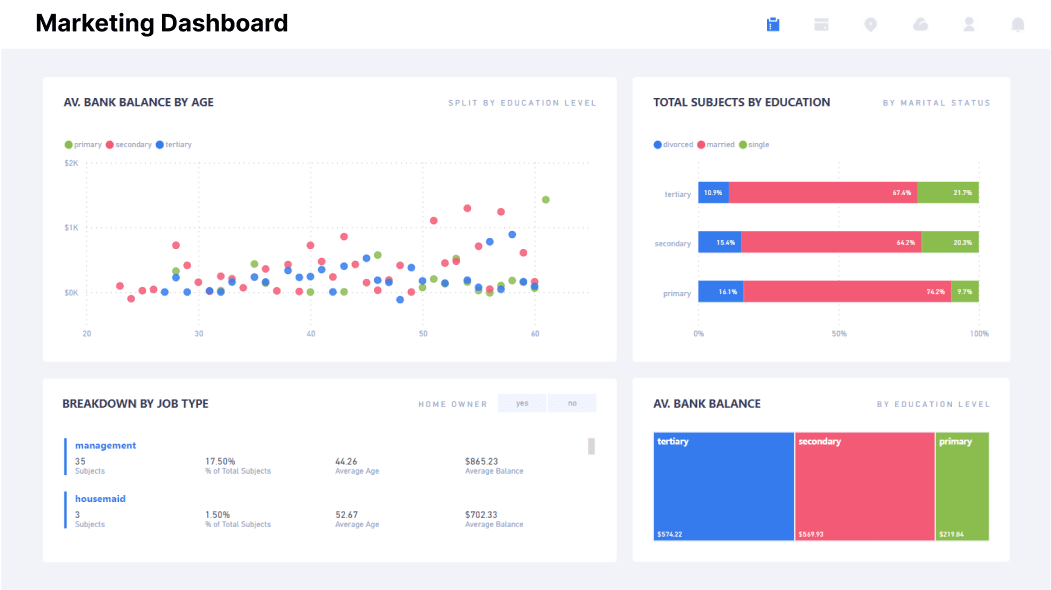 Marketing Dashboard
AV. BANK BALANCE BY AGE
SPLIT BY EDUCATION LEVEL
primary secondary tertiary
$2K
$1K
$0K
20 30 40 50 60
TOTAL SUBJECTS BY EDUCATION
BY MARITAL STATUS
divorced married single
tertiary 10.9% 67.4% 21.7%
secondary 15.4% 64.2% 20.3%
primary 16.1% 74.2% 9.7%
0% 50% 100%
BREAKDOWN BY JOB TYPE
HOME OWNER yes no
management
35 17.50% 44.26 $865.23
Subjects % of Total Subjects Average Age Average Balance
housemaid
3 1.50% 52.67 $702.33
Subjects % of Total Subjects Average Age Average Balance
AV. BANK BALANCE
BY EDUCATION LEVEL
tertiary secondary primary
$574.22 $569.93 $219.84